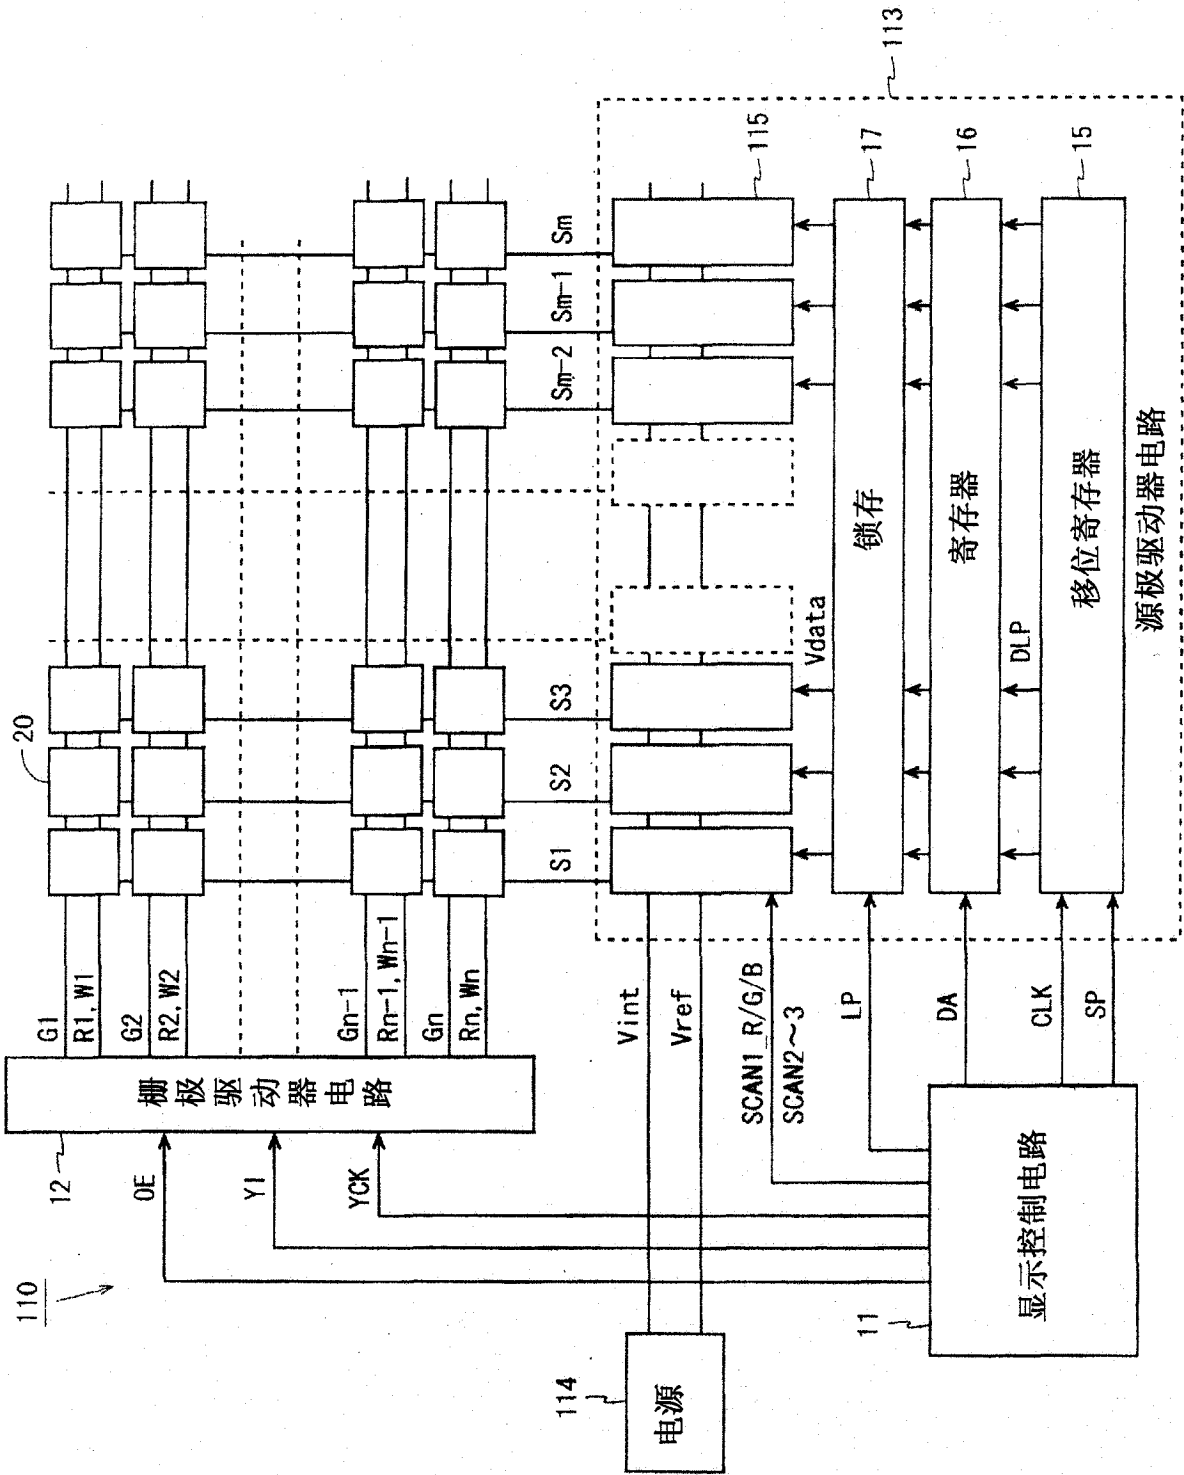 110
12
栅极驱动器电路
G1
R1,W1
G2
R2,W2
Gn-1
Rn-1,Wn-1
Gn
Rn,Wn
20
OE
YI
YCK
S1
S2
S3
Sm-2
Sm-1
Sm
114
电源
Vint
Vref
SCAN1_R/G/B
SCAN2~3
115
Vdata
LP
锁存
17
DA
寄存器
16
DLP
CLK
SP
移位寄存器
15
源极驱动器电路
113
11
显示控制电路